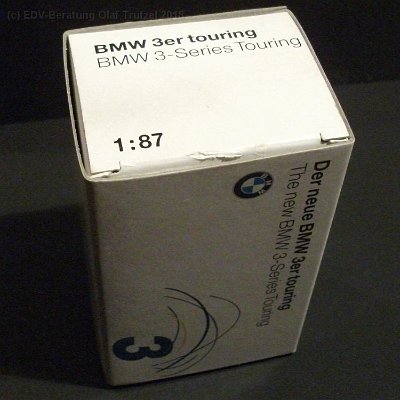 (c) EDV-Beratung Olaf Trutzel 2015
BMW 3er touring
BMW 3-Series Touring
1:87
Der neue BMW 3er touring
The new BMW 3-Series Touring
3